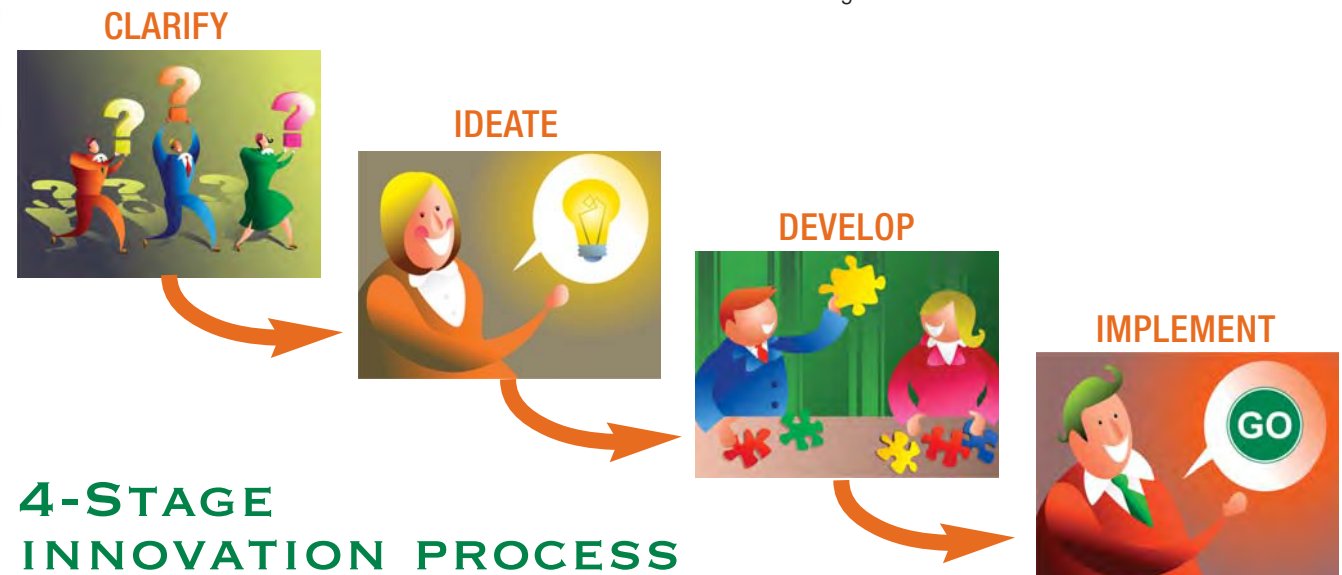 CLARIFY
IDEATE
DEVELOP
IMPLEMENT
GO
4-STAGE
INNOVATION PROCESS